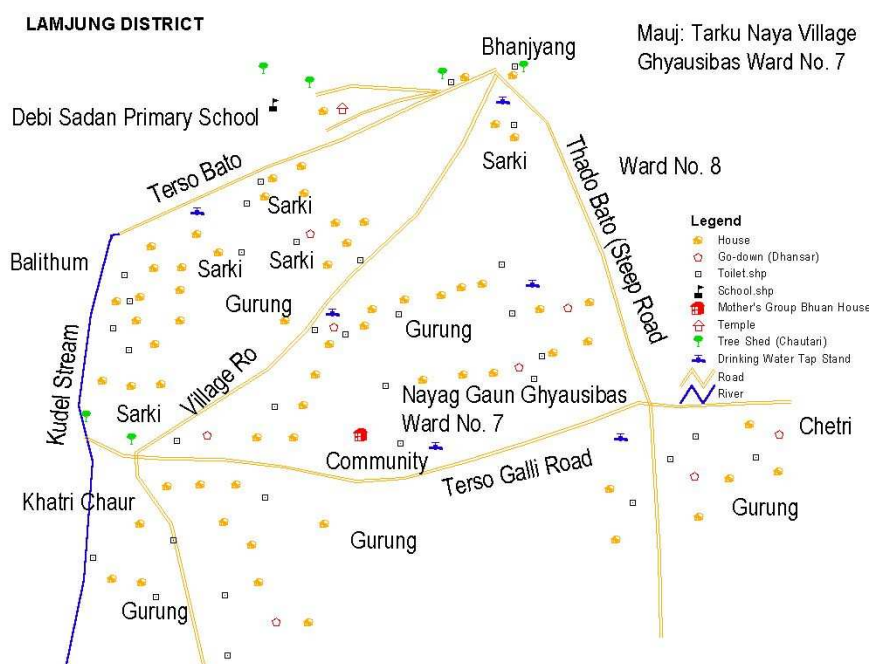 LAMJUNG DISTRICT
Mauj: Tarku Naya Village
Ghyausibas Ward No. 7
Bhanjyang
Debi Sadan Primary School
Terso Bato
Sarki
Thado Bato (Steep Road
Ward No. 8
Sarki
Balithum
Sarki
Sarki
Gurung
Gurung
Kudel Stream
Village Ro
Nayag Gaun Ghyausibas
Ward No. 7
Sarki
Community
Terso Galli Road
Chetri
Khatri Chaur
Gurung
Gurung
Gurung
Legend
House
Go-down (Dhansar)
Toilet.shp
School.shp
Mother's Group Bhuan House
Temple
Tree Shed (Chautari)
Drinking Water Tap Stand
Road
River